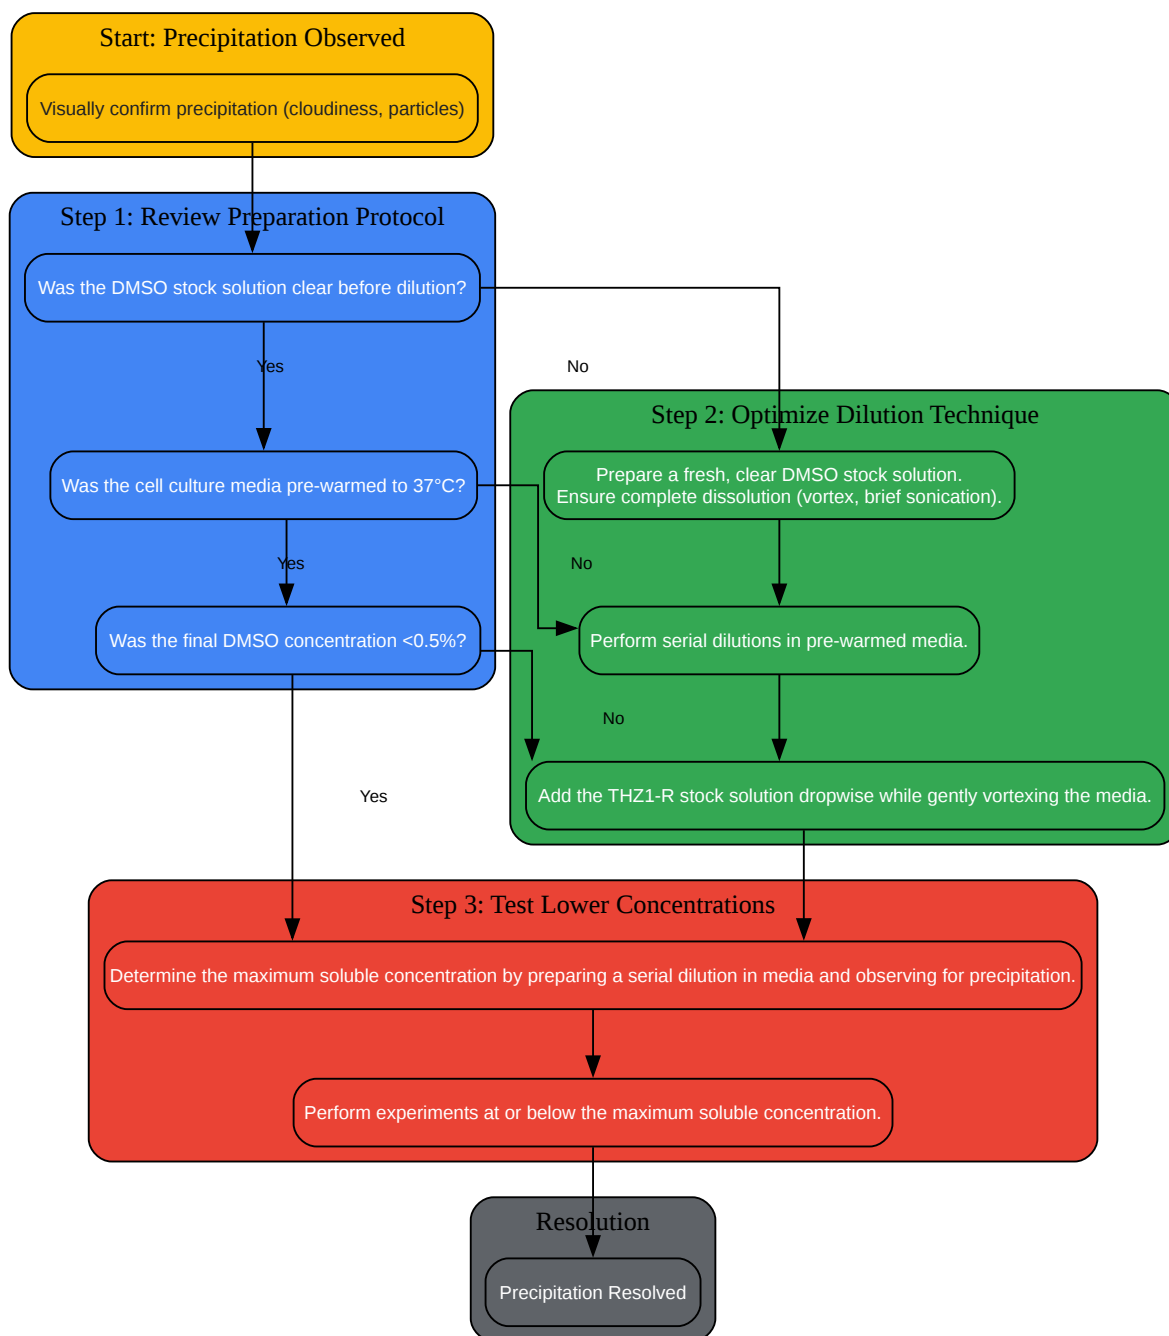 Start: Precipitation Observed
Visually confirm precipitation (cloudiness, particles)
Step 1: Review Preparation Protocol
Was the DMSO stock solution clear before dilution?
Yes
No
Step 2: Optimize Dilution Technique
Was the cell culture media pre-warmed to 37°C?
Prepare a fresh, clear DMSO stock solution.
Ensure complete dissolution (vortex, brief sonication).
Yes
No
Was the final DMSO concentration <0.5%?
Perform serial dilutions in pre-warmed media.
No
Yes
Add the THZ1-R stock solution dropwise while gently vortexing the media.
Step 3: Test Lower Concentrations
Determine the maximum soluble concentration by preparing a serial dilution in media and observing for precipitation.
Perform experiments at or below the maximum soluble concentration.
Resolution
Precipitation Resolved